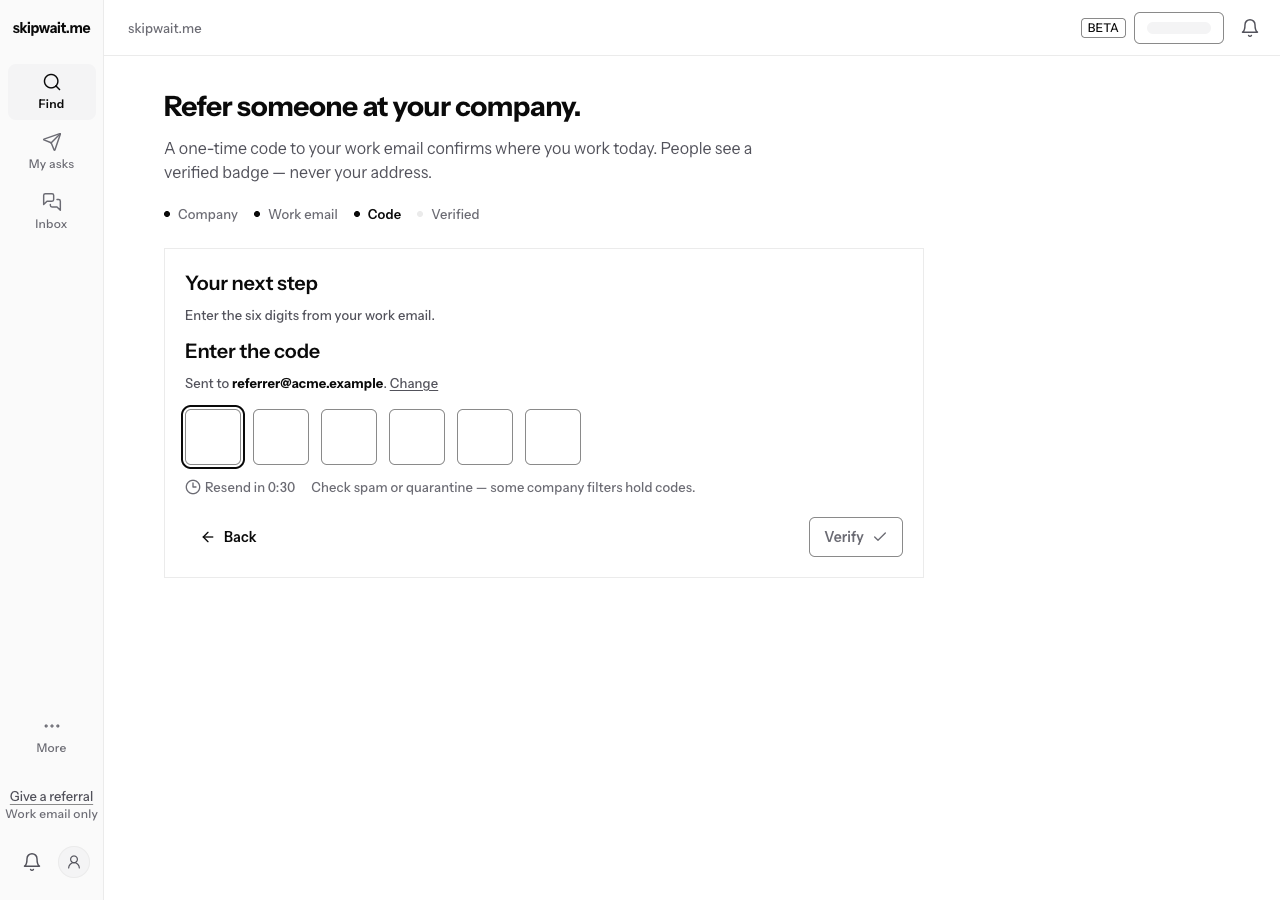 skipwait.me
skipwait.me
BETA
Find
My asks
Inbox
Refer someone at your company.
A one-time code to your work email confirms where you work today. People see a
verified badge — never your address.
Company Work email Code Verified
Your next step
Enter the six digits from your work email.
Enter the code
Sent to referrer@acme.example. Change
Resend in 0:30 Check spam or quarantine — some company filters hold codes.
Back Verify
More
Give a referral
Work email only